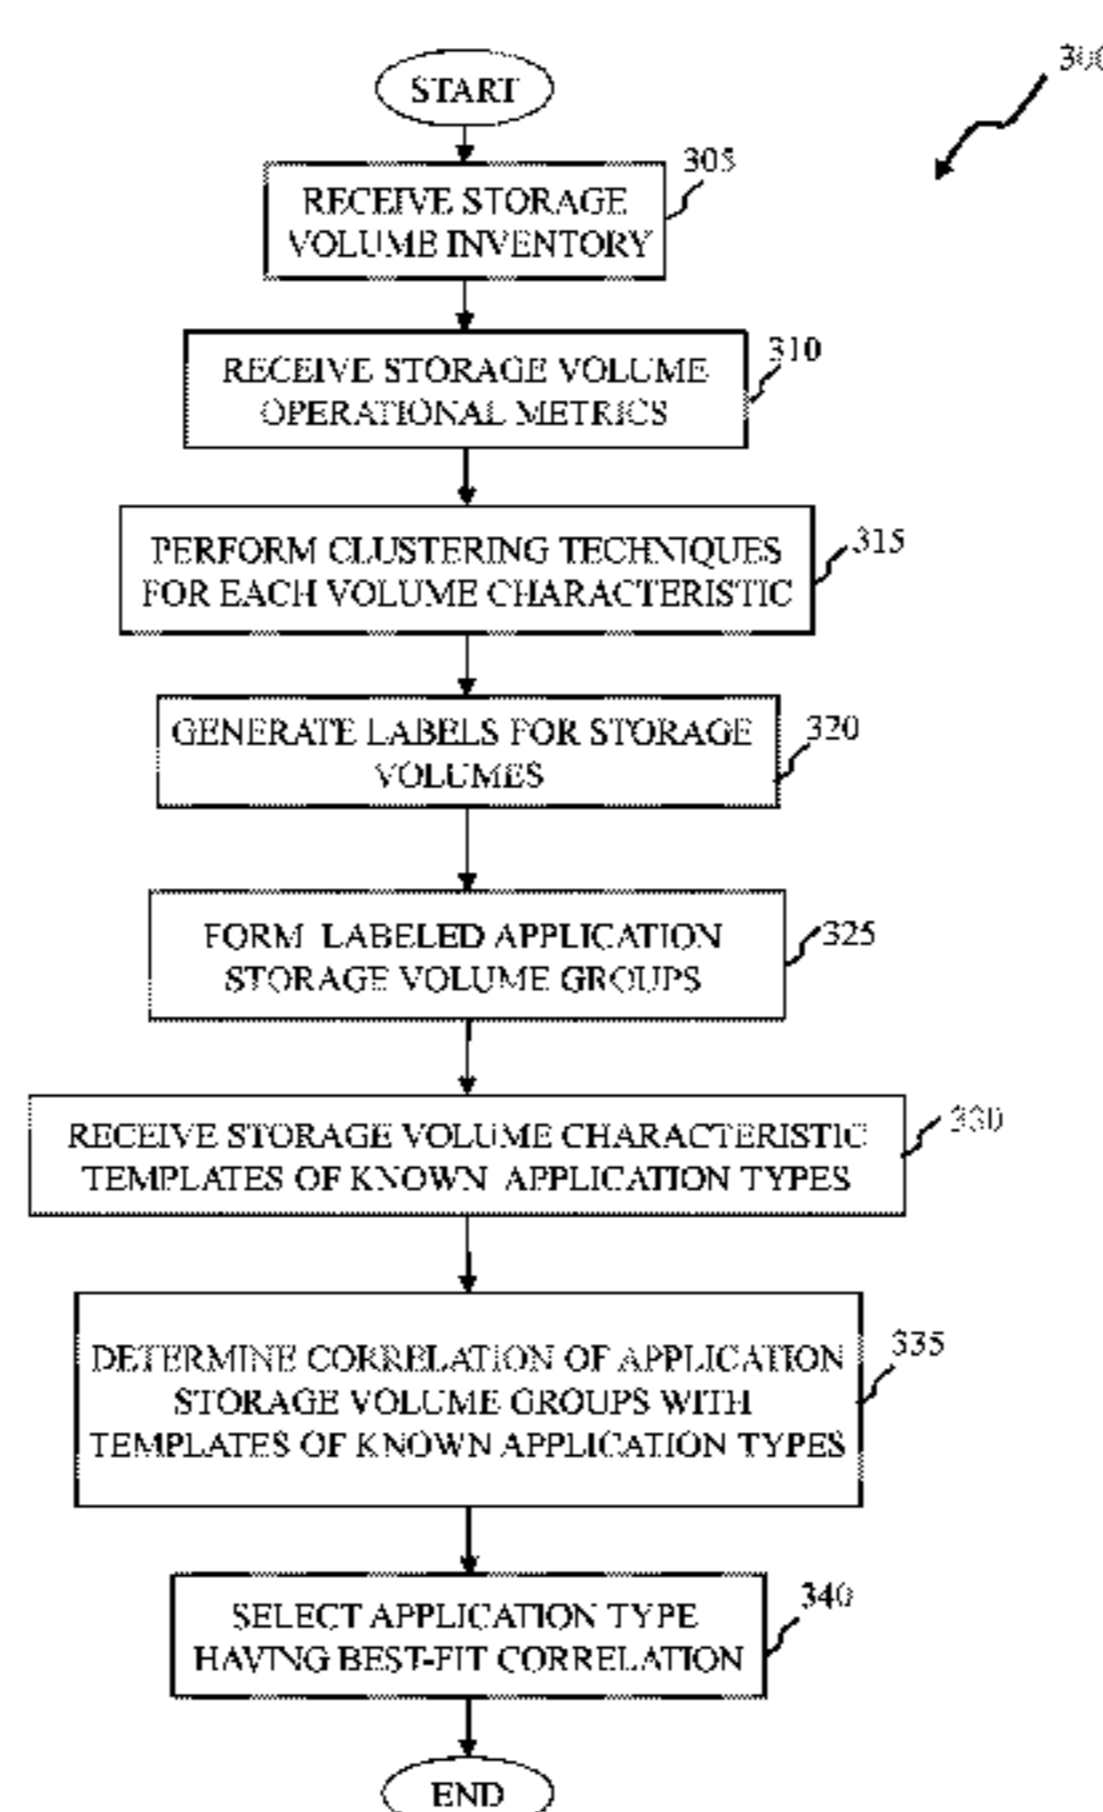 300
START
305
RECEIVE STORAGE
VOLUME INVENTORY
310
RECEIVE STORAGE VOLUME
OPERATIONAL METRICS
315
PERFORM CLUSTERING TECHNIQUES
FOR EACH VOLUME CHARACTERISTIC
320
GENERATE LABELS FOR STORAGE
VOLUMES
325
FORM LABELED APPLICATION
STORAGE VOLUME GROUPS
330
RECEIVE STORAGE VOLUME CHARACTERISTIC
TEMPLATES OF KNOWN APPLICATION TYPES
335
DETERMINE CORRELATION OF APPLICATION
STORAGE VOLUME GROUPS WITH
TEMPLATES OF KNOWN APPLICATION TYPES
340
SELECT APPLICATION TYPE
HAVING BEST-FIT CORRELATION
END